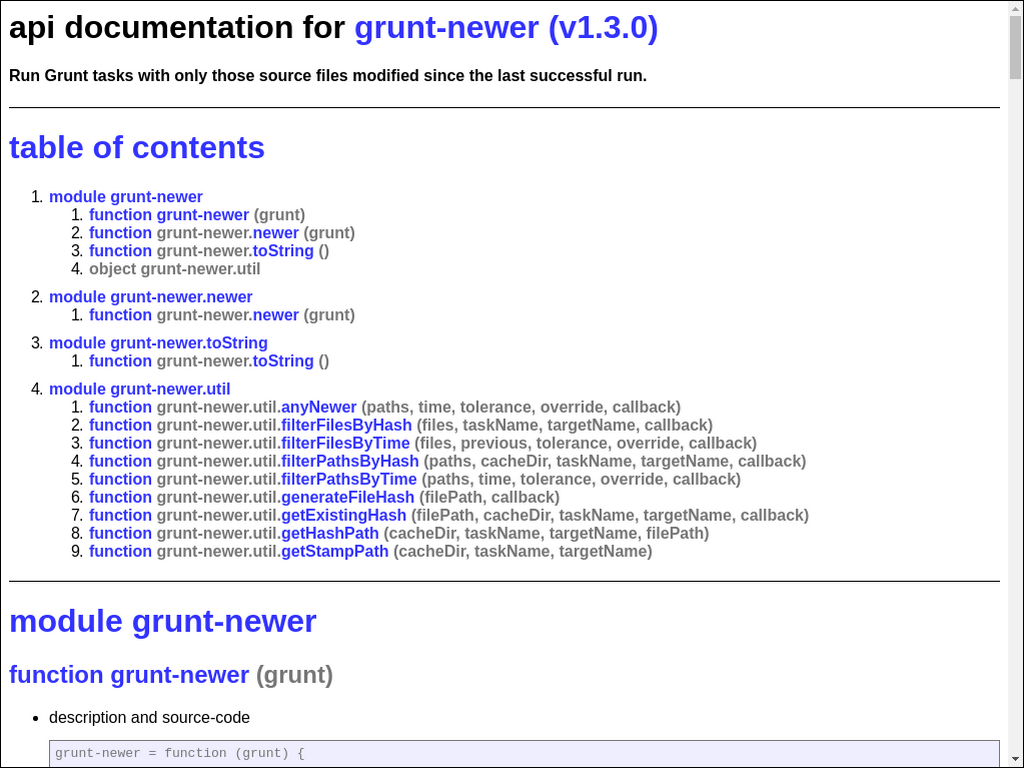 api documentation for grunt-newer (v1.3.0)
Run Grunt tasks with only those source files modified since the last successful run.
table of contents
1. module grunt-newer
1. function grunt-newer (grunt)
2. function grunt-newer.newer (grunt)
3. function grunt-newer.toString ()
4. object grunt-newer.util
2. module grunt-newer.newer
1. function grunt-newer.newer (grunt)
3. module grunt-newer.toString
1. function grunt-newer.toString ()
4. module grunt-newer.util
1. function grunt-newer.util.anyNewer (paths, time, tolerance, override, callback)
2. function grunt-newer.util.filterFilesByHash (files, taskName, targetName, callback)
3. function grunt-newer.util.filterFilesByTime (files, previous, tolerance, override, callback)
4. function grunt-newer.util.filterPathsByHash (paths, cacheDir, taskName, targetName, callback)
5. function grunt-newer.util.filterPathsByTime (paths, time, tolerance, override, callback)
6. function grunt-newer.util.generateFileHash (filePath, callback)
7. function grunt-newer.util.getExistingHash (filePath, cacheDir, taskName, targetName, callback)
8. function grunt-newer.util.getHashPath (cacheDir, taskName, targetName, filePath)
9. function grunt-newer.util.getStampPath (cacheDir, taskName, targetName)
module grunt-newer
function grunt-newer (grunt)
• description and source-code
grunt-newer = function (grunt) {